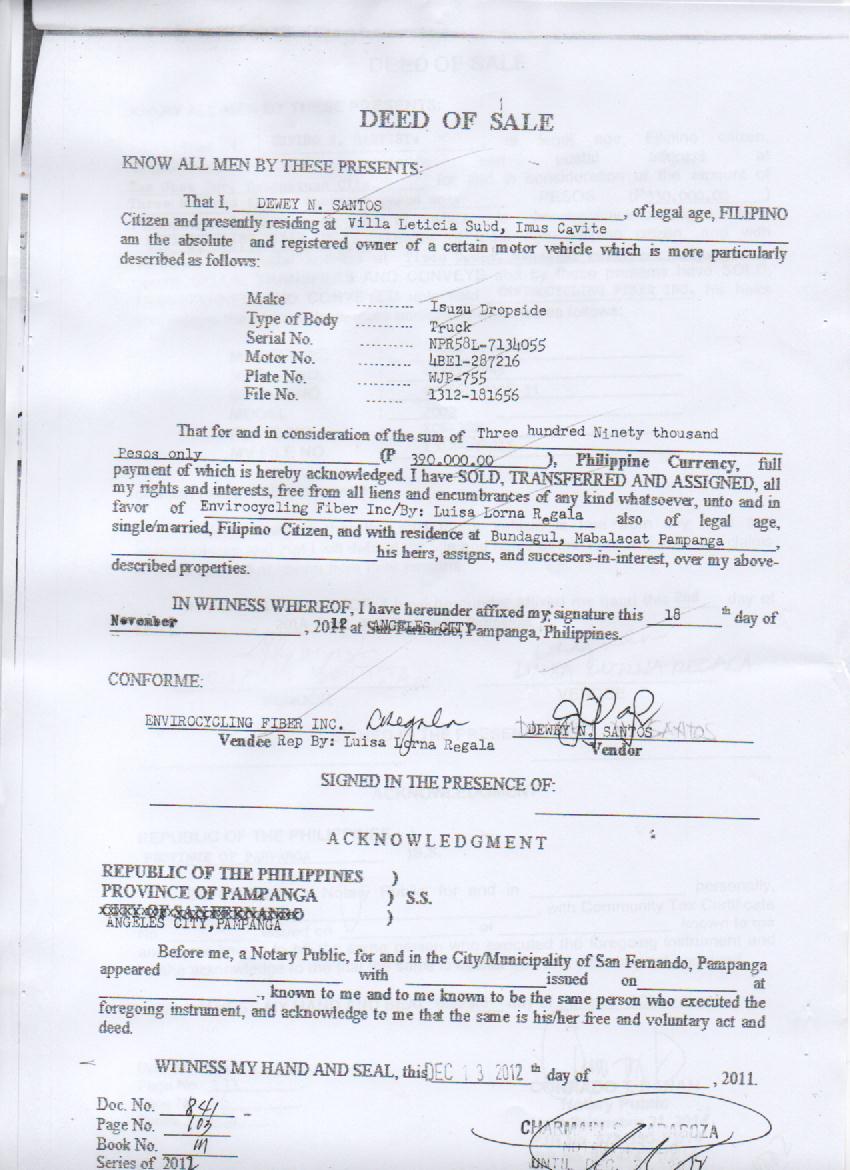 DEED OF SALE
KNOW ALL MEN BY THESE PRESENTS:
That I, DEWEY N. SANTOS, of legal age, FILIPINO
Citizen and presently residing at Villa Leticia Subd, Imus Cavite
am the absolute and registered owner of a certain motor vehicle which is more particularly
described as follows:
Make ........... Isuzu Dropside
Type of Body ........... Truck
Serial No. ........... NPR58L-7134055
Motor No. ........... 4BE1-287216
Plate No. ........... WJP-755
File No. ........... 1312-181656
That for and in consideration of the sum of Three hundred Ninety thousand
Pesos only (P 390.000.00 ), Philippine Currency, full
payment of which is hereby acknowledged. I have SOLD, TRANSFERRED AND ASSIGNED, all
my rights and interests, free from all liens and encumbrances of any kind whatsoever, unto and in
favor of Envirocycling Fiber Inc/By: Luisa Lorna Regala also of legal age,
single/married, Filipino Citizen, and with residence at Bundagul, Mabalacat Pampanga ,
his heirs, assigns, and succesors-in-interest, over my above-
described properties.
IN WITNESS WHEREOF, I have hereunder affixed my signature this 18 th day of
November , 2012 at San Fernando, ANGELES CITY Pampanga, Philippines.
CONFORME:
ENVIROCYCLING FIBER INC. DEWEY N. SANTOS
Vendee Rep By: Luisa Lorna Regala Vendor
SIGNED IN THE PRESENCE OF:
ACKNOWLEDGMENT
REPUBLIC OF THE PHILIPPINES )
PROVINCE OF PAMPANGA ) S.S.
CITY OF SAN FERNANDO )
ANGELES CITY, PAMPANGA
Before me, a Notary Public, for and in the City/Municipality of San Fernando, Pampanga
appeared with issued on at
., known to me and to me known to be the same person who executed the
foregoing instrument, and acknowledge to me that the same is his/her free and voluntary act and
deed.
WITNESS MY HAND AND SEAL, this DEC 13 2012 th day of , 2011.
Doc. No. 841
Page No. 103
Book No. III
Series of 2012
UNTIL DEC.